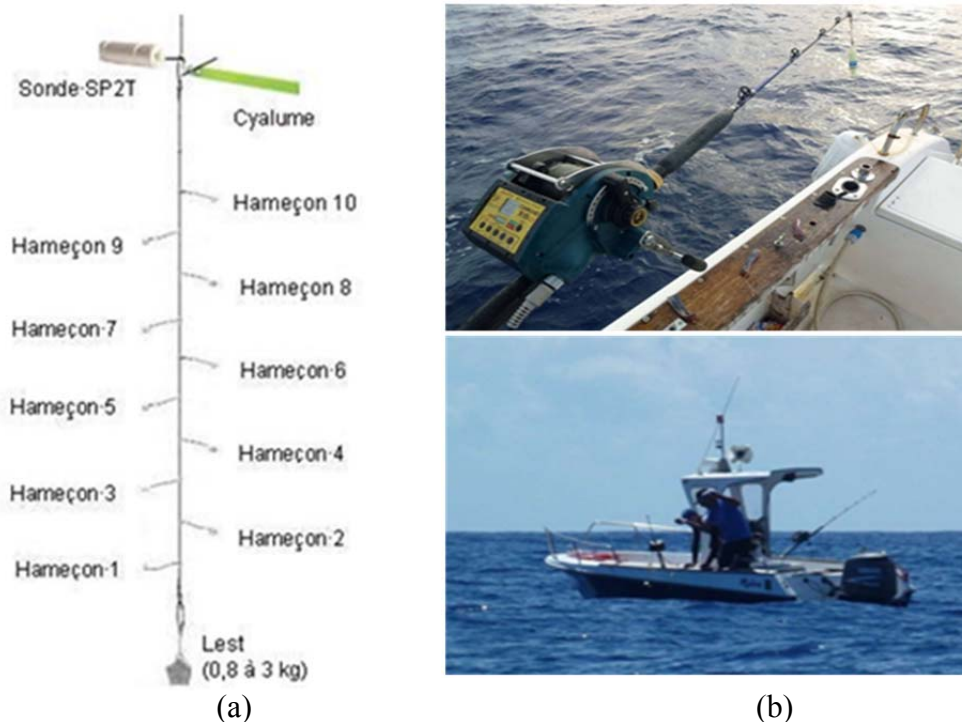 Sonde·SP2T
Cyalume
Hameçon 10
Hameçon 9
Hameçon 8
Hameçon·7
Hameçon·6
Hameçon·5
Hameçon·4
Hameçon·3
Hameçon·2
Hameçon·1
Lest
(0,8 à 3 kg)
(a)
(b)